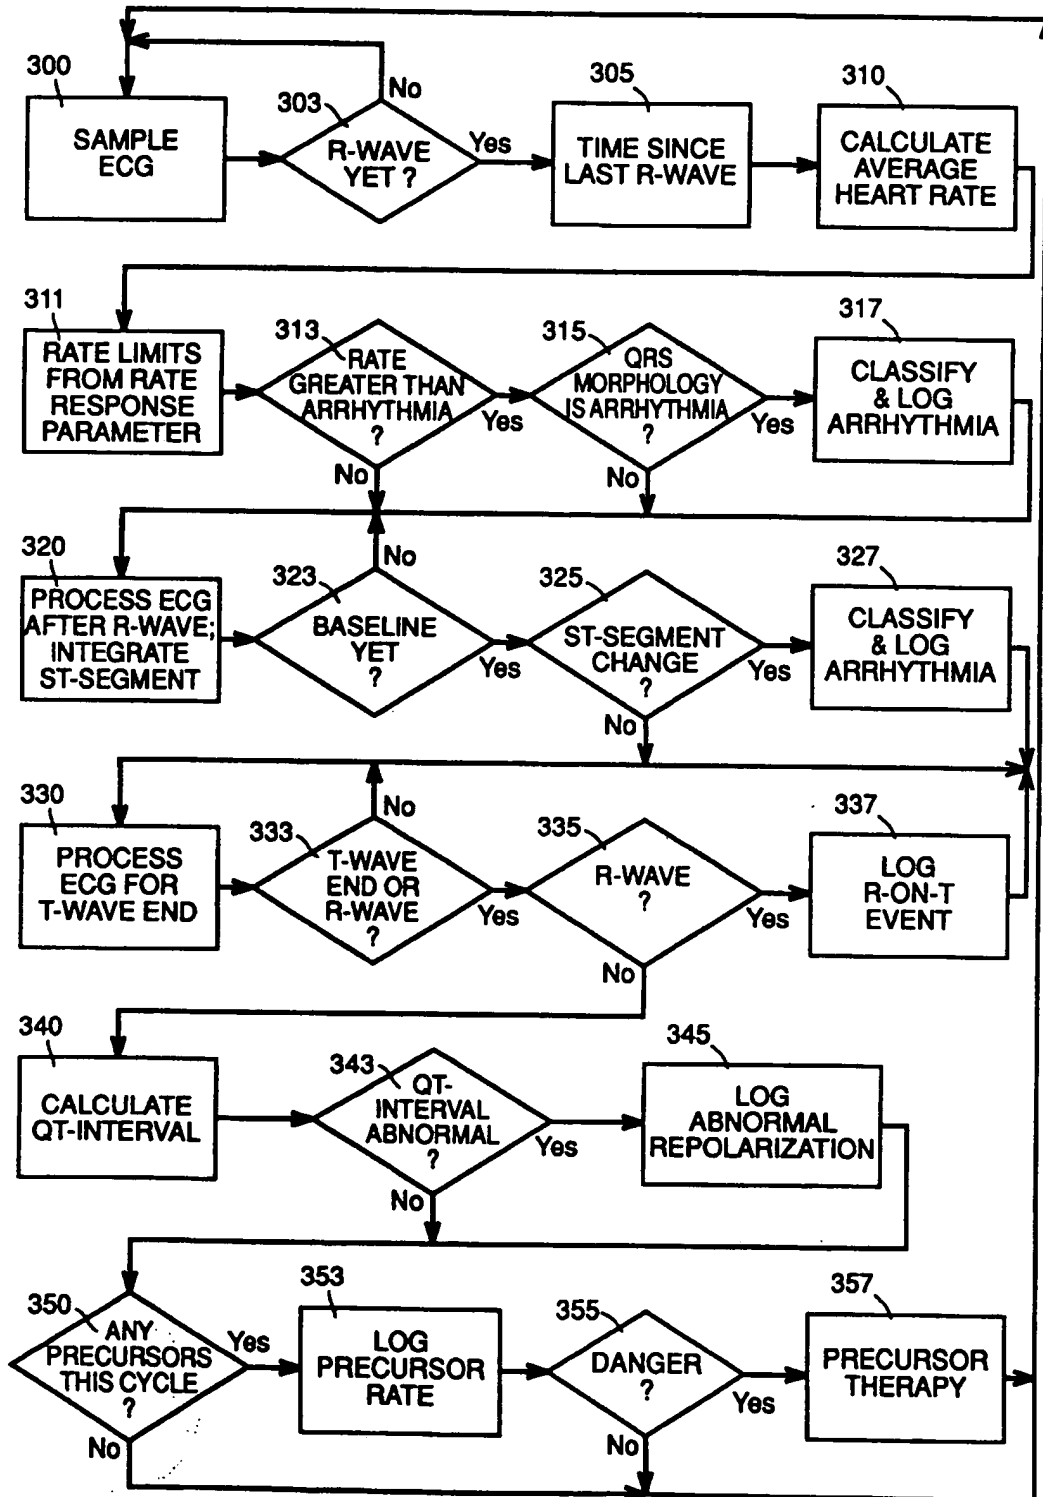 300
SAMPLE
ECG
303
R-WAVE
YET ?
No
Yes
305
TIME SINCE
LAST R-WAVE
310
CALCULATE
AVERAGE
HEART RATE
311
RATE LIMITS
FROM RATE
RESPONSE
PARAMETER
313
RATE
GREATER THAN
ARRHYTHMIA
?
Yes
No
315
QRS
MORPHOLOGY
IS ARRHYTHMIA
?
Yes
No
317
CLASSIFY
& LOG
ARRHYTHMIA
320
PROCESS ECG
AFTER R-WAVE;
INTEGRATE
ST-SEGMENT
323
BASELINE
YET
?
No
Yes
325
ST-SEGMENT
CHANGE
?
Yes
No
327
CLASSIFY
& LOG
ARRHYTHMIA
330
PROCESS
ECG FOR
T-WAVE END
333
T-WAVE
END OR
R-WAVE
?
No
Yes
335
R-WAVE
?
Yes
No
337
LOG
R-ON-T
EVENT
340
CALCULATE
QT-INTERVAL
343
QT-
INTERVAL
ABNORMAL
?
Yes
No
345
LOG
ABNORMAL
REPOLARIZATION
350
ANY
PRECURSORS
THIS CYCLE
?
Yes
No
353
LOG
PRECURSOR
RATE
355
DANGER
?
Yes
No
357
PRECURSOR
THERAPY